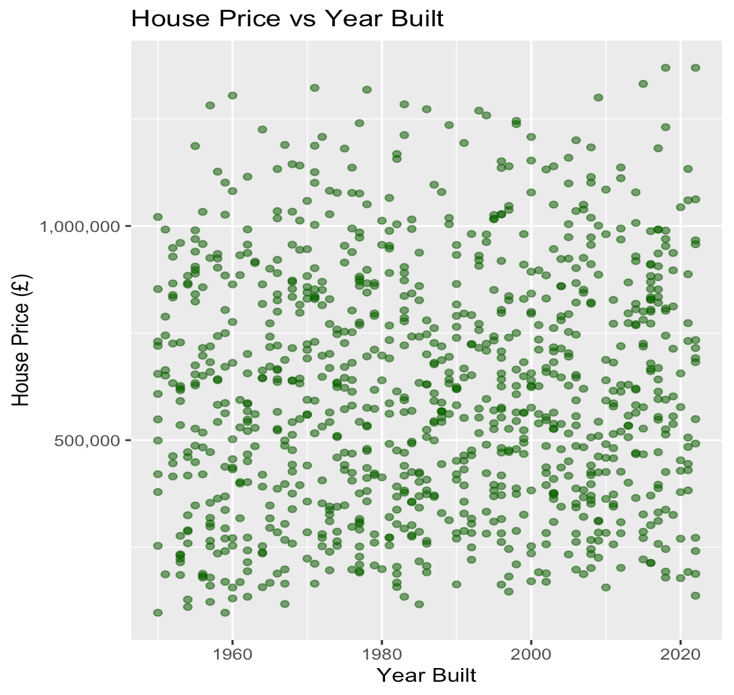 House Price vs Year Built
House Price (£)
1,000,000
500,000
1960 1980 2000 2020
Year Built